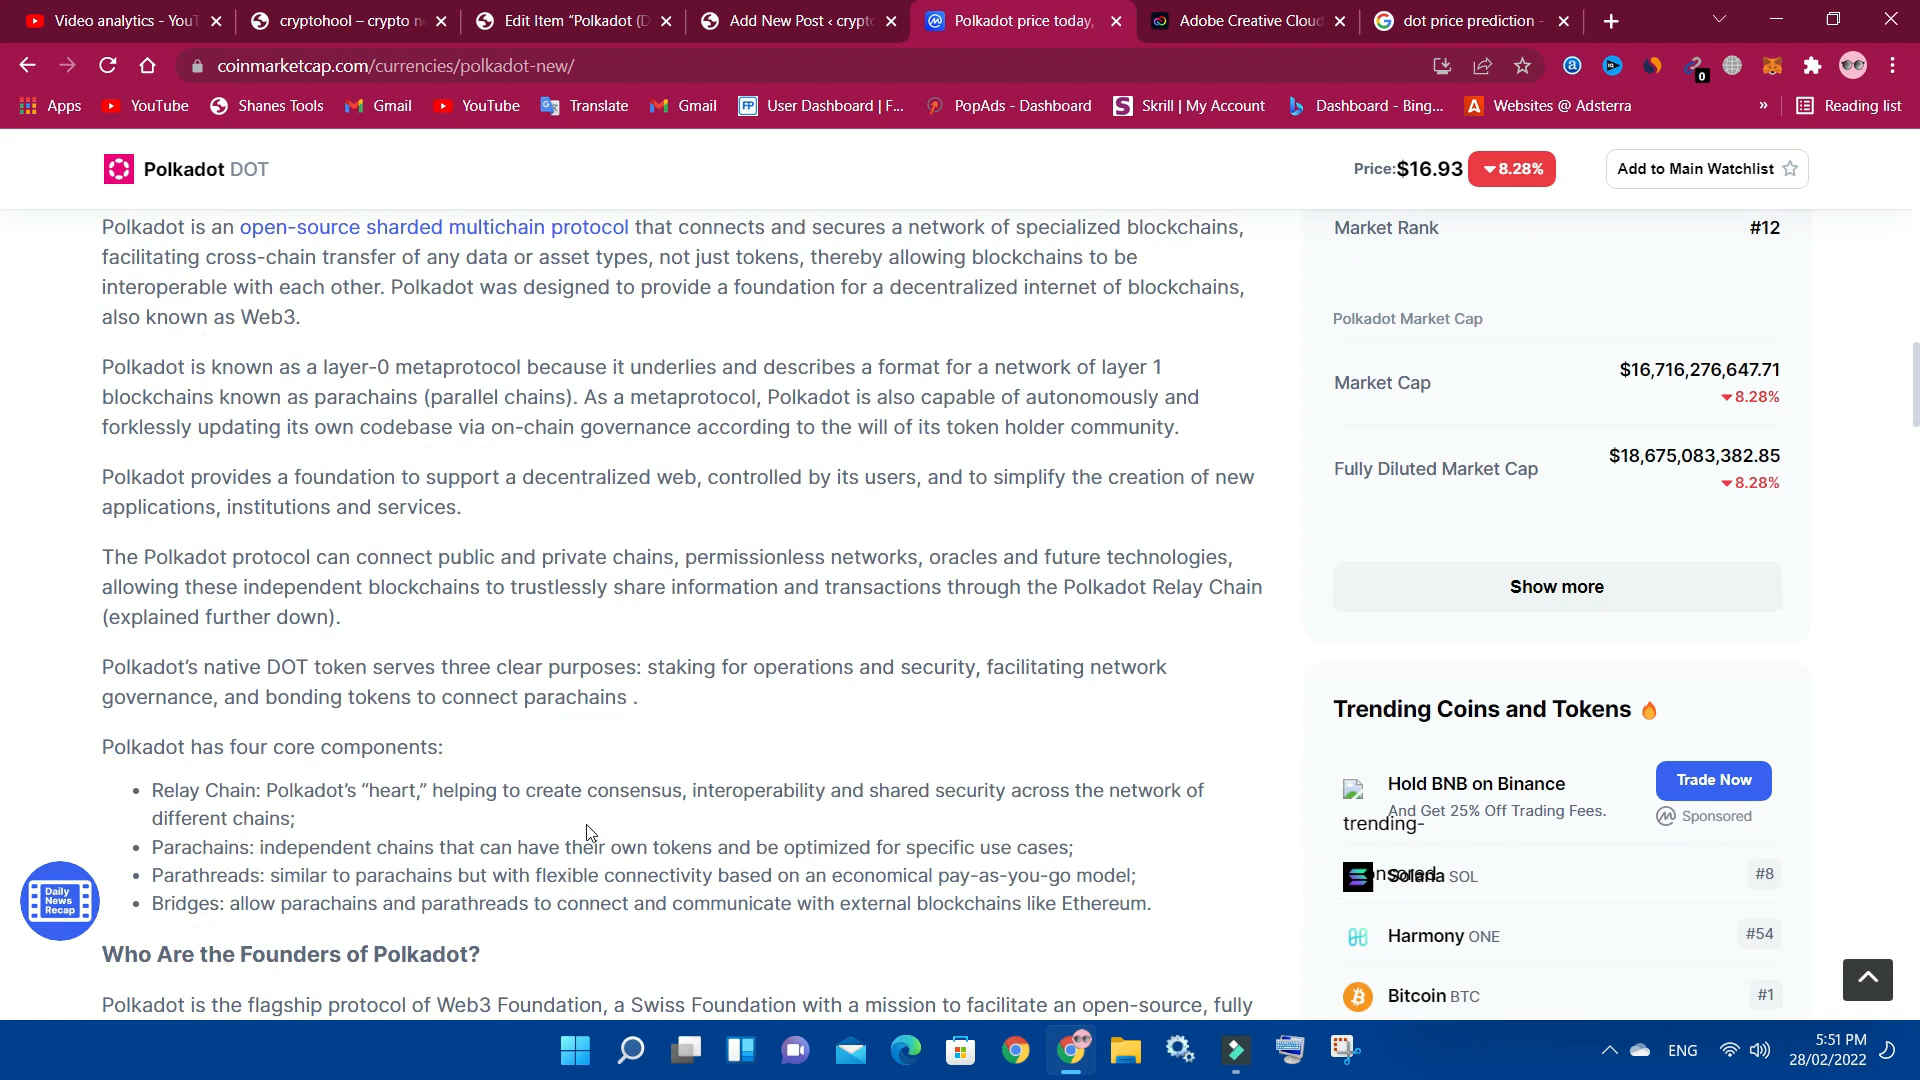 Video analytics - YouT
cryptohool – crypto n
Edit Item “Polkadot (D
Add New Post ‹ crypto
Polkadot price today,
Adobe Creative Cloud
dot price prediction -
coinmarketcap.com/currencies/polkadot-new/
0
Apps
YouTube
Shanes Tools
Gmail
YouTube
Translate
Gmail
FP User Dashboard | F...
PopAds - Dashboard
S Skrill | My Account
Dashboard - Bing...
A Websites @ Adsterra
»
Reading list
Polkadot DOT
Price:$16.93
8.28%
Add to Main Watchlist
Polkadot is an open-source sharded multichain protocol that connects and secures a network of specialized blockchains,
facilitating cross-chain transfer of any data or asset types, not just tokens, thereby allowing blockchains to be
interoperable with each other. Polkadot was designed to provide a foundation for a decentralized internet of blockchains,
also known as Web3.
Polkadot is known as a layer-0 metaprotocol because it underlies and describes a format for a network of layer 1
blockchains known as parachains (parallel chains). As a metaprotocol, Polkadot is also capable of autonomously and
forklessly updating its own codebase via on-chain governance according to the will of its token holder community.
Polkadot provides a foundation to support a decentralized web, controlled by its users, and to simplify the creation of new
applications, institutions and services.
The Polkadot protocol can connect public and private chains, permissionless networks, oracles and future technologies,
allowing these independent blockchains to trustlessly share information and transactions through the Polkadot Relay Chain
(explained further down).
Polkadot’s native DOT token serves three clear purposes: staking for operations and security, facilitating network
governance, and bonding tokens to connect parachains .
Polkadot has four core components:
• Relay Chain: Polkadot’s “heart,” helping to create consensus, interoperability and shared security across the network of
different chains;
• Parachains: independent chains that can have their own tokens and be optimized for specific use cases;
• Parathreads: similar to parachains but with flexible connectivity based on an economical pay-as-you-go model;
• Bridges: allow parachains and parathreads to connect and communicate with external blockchains like Ethereum.
Who Are the Founders of Polkadot?
Polkadot is the flagship protocol of Web3 Foundation, a Swiss Foundation with a mission to facilitate an open-source, fully
Daily
News
Recap
Market Rank
#12
Polkadot Market Cap
Market Cap
$16,716,276,647.71
8.28%
Fully Diluted Market Cap
$18,675,083,382.85
8.28%
Show more
Trending Coins and Tokens
Hold BNB on Binance
And Get 25% Off Trading Fees.
Trade Now
Sponsored
trending-
nsored
Solana SOL
#8
Harmony ONE
#54
Bitcoin BTC
#1
ENG
5:51 PM
28/02/2022